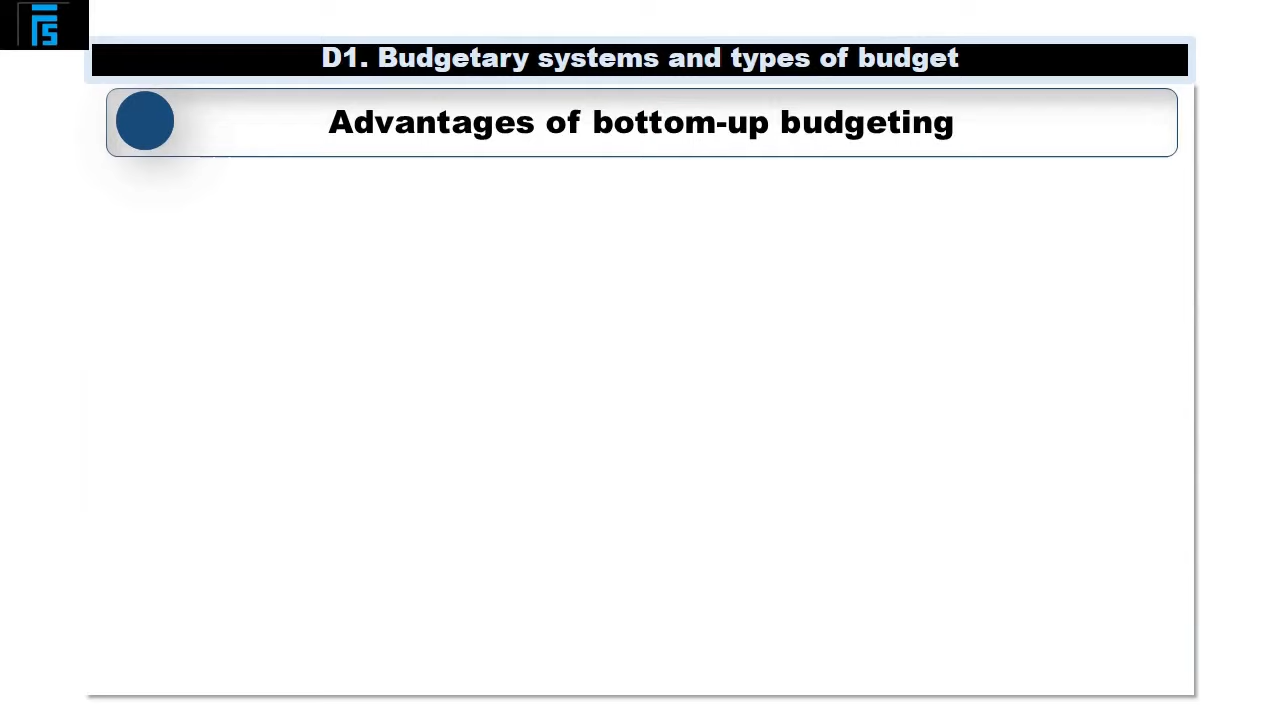 D1. Budgetary systems and types of budget
Advantages of bottom-up budgeting